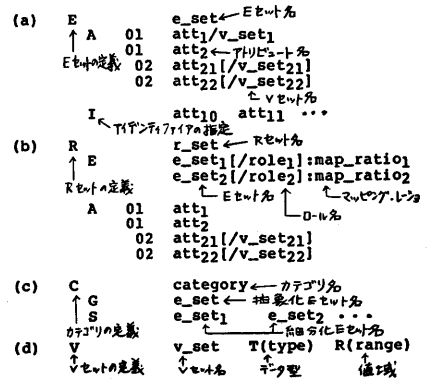 (a) E e_set←Eセット名
A 01 att1/v_set1
Eセットの定義 01 att2←アトリビュート名
02 att21[/v_set21]
02 att22[/v_set22]
Vセット名
I att10 att11 …
アイデンティファイアの指定
(b) R r_set←Rセット名
E e_set1[/role1]:map_ratio1
Rセットの定義 e_set2[/role2]:map_ratio2
Eセット名 ロール名 マッピング・レーショ
A 01 att1
01 att2
02 att21[/v_set21]
02 att22[/v_set22]
(c) C category←カテゴリ名
G e_set←抽象化Eセット名
S e_set1 e_set2 …
カテゴリの定義 細分化Eセット名
(d) V v_set T(type) R(range)
Vセットの定義 Vセット名 データ型 値域